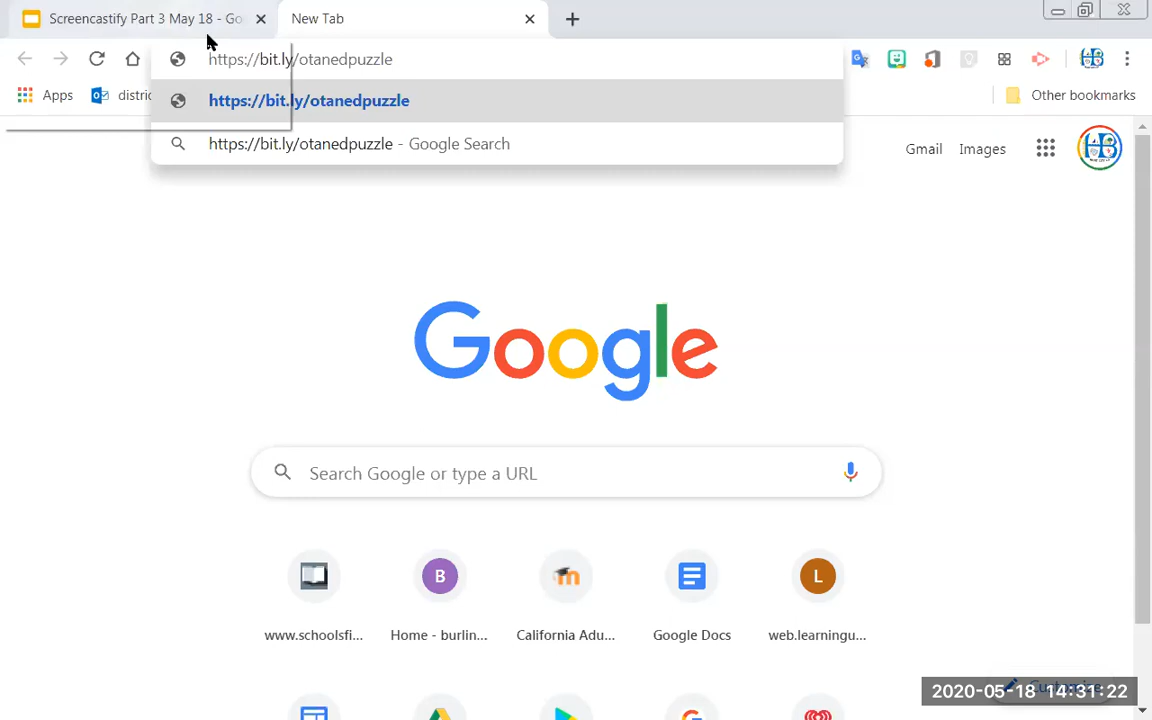 Screencastify Part 3 May 18 - Go
New Tab
https://bit.ly/otanedpuzzle
Apps
distric
https://bit.ly/otanedpuzzle
Other bookmarks
https://bit.ly/otanedpuzzle - Google Search
Gmail
Images
HB
Google
Search Google or type a URL
B
L
www.schoolsfi...
Home - burlin...
California Adu...
Google Docs
web.learningu...
Customize
2020-05-18 14:31:22